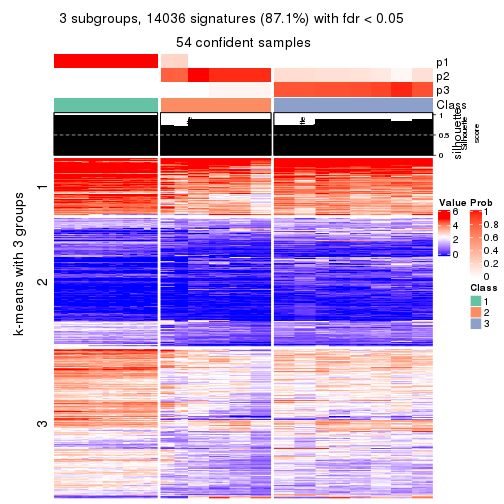 3 subgroups, 14036 signatures (87.1%) with fdr < 0.05
54 confident samples
p1
p2
p3
Class
1
0.5
0
silhouette
Silhouette
score
k-means with 3 groups
1
2
3
Value
6
4
2
0
Prob
1
0.8
0.6
0.4
0.2
0
Class
1
2
3